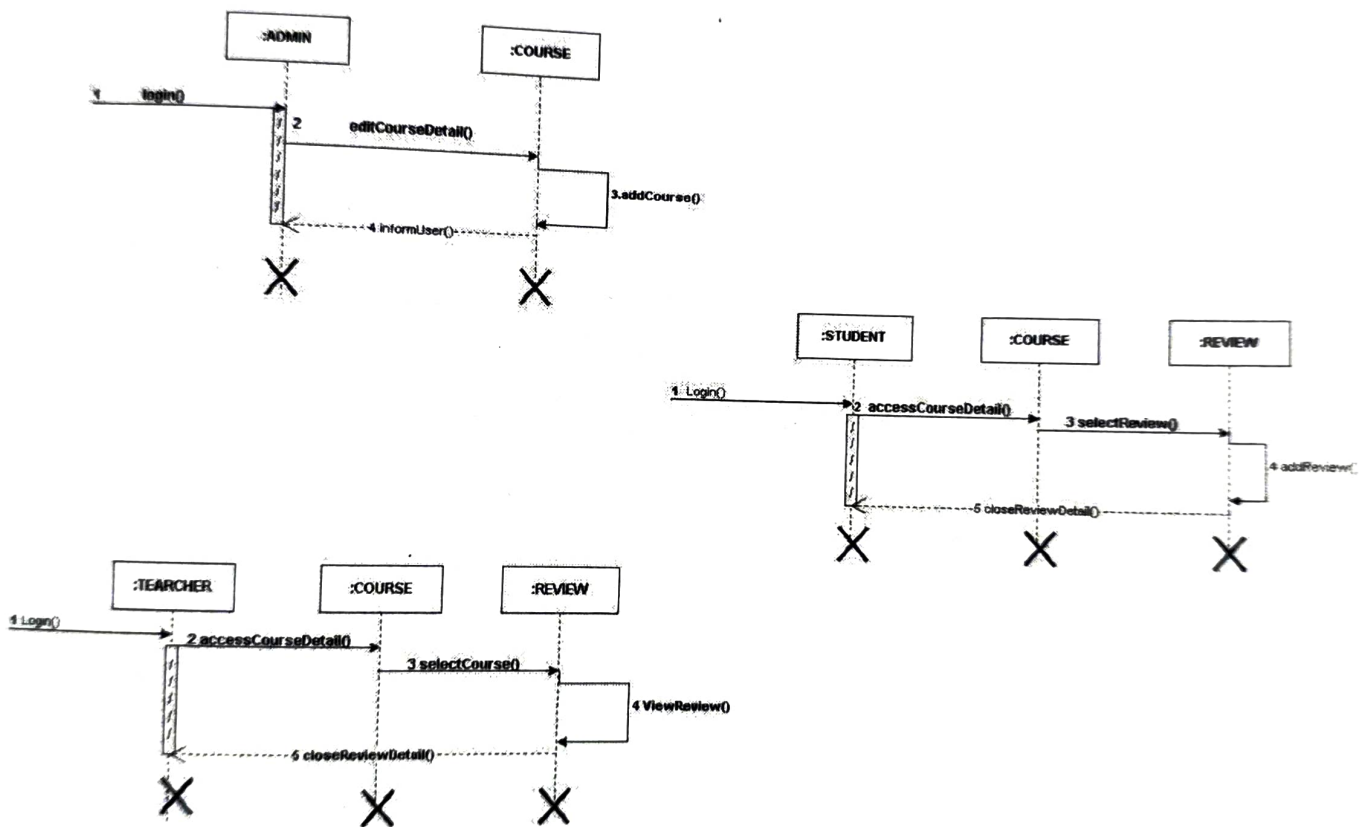 :ADMIN
:COURSE
1 login()
2 editCourseDetail()
3.addCourse()
4 informUser()
:STUDENT
:COURSE
:REVIEW
1 Login()
2 accessCourseDetail()
3 selectReview()
4 addReview()
5 closeReviewDetail()
:TEARCHER
:COURSE
:REVIEW
1 Login()
2 accessCourseDetail()
3 selectCourse()
4 ViewReview()
5 closeReviewDetail()